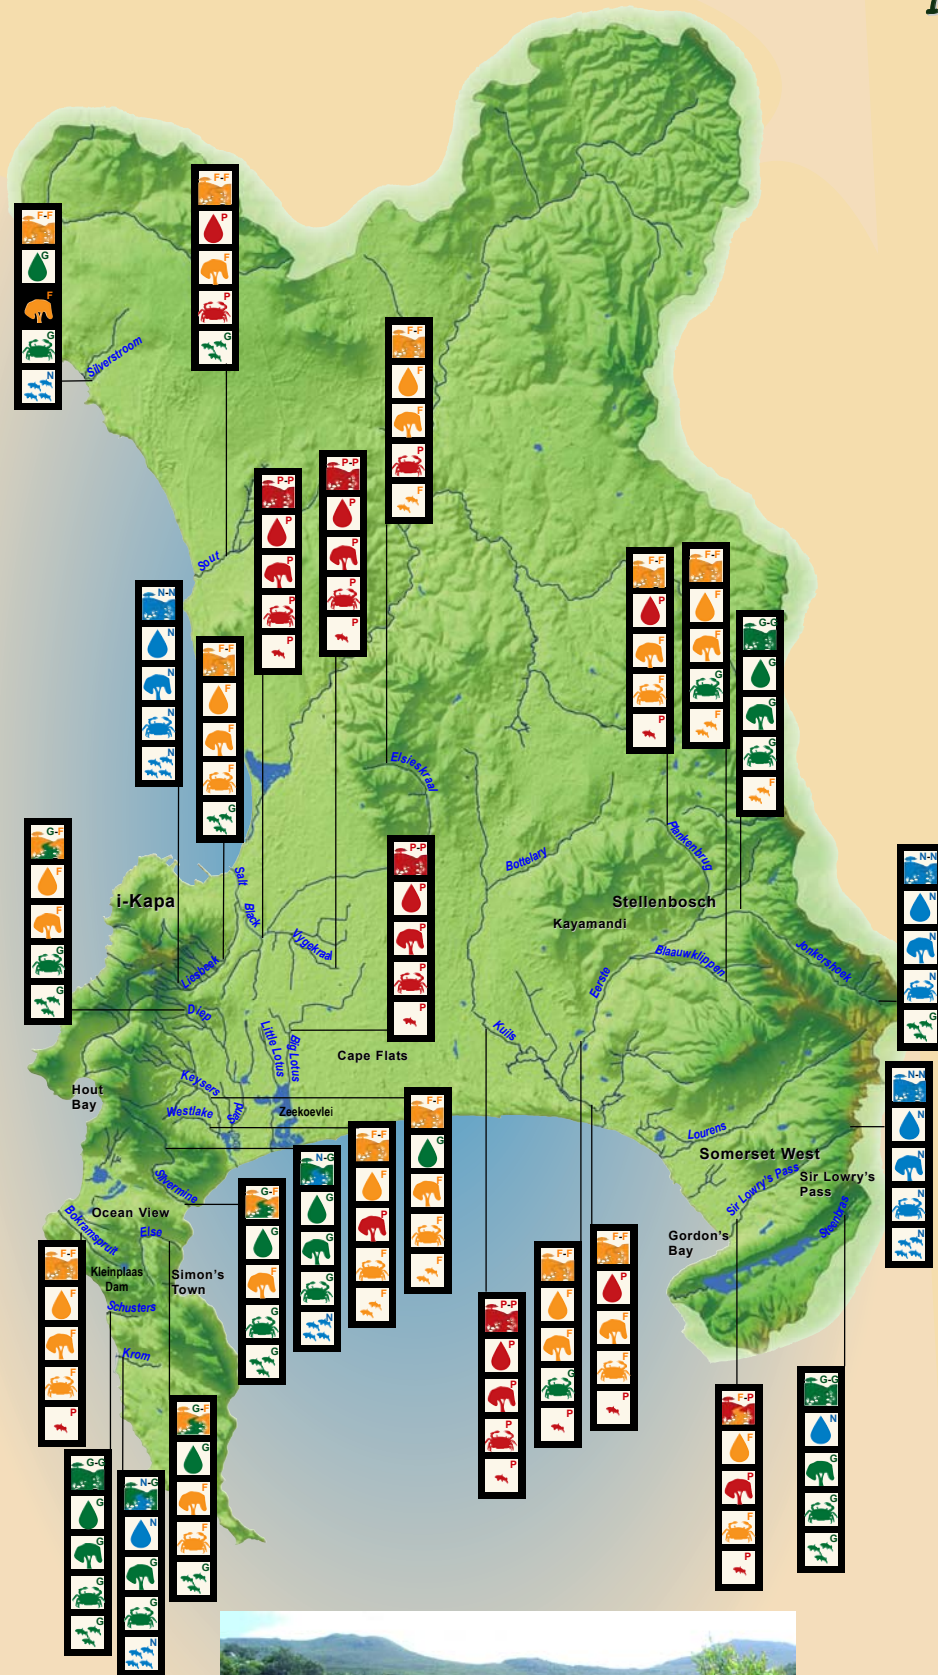 F-F
P
F
P
G
F-F
G
F
G
N
Silverstroom
F-F
F
F
P
F
P-P
P
P
P
P
P-P
P
P
P
P
Sout
N-N
N
N
N
N
F-F
F
F
F
G
F-F
P
F
F
P
F-F
F
F
G
F
G-G
G
G
G
F
Elsieskraal
G-F
F
F
G
G
P-P
P
P
P
P
N-N
N
N
N
G
Salt
Black
i-Kapa
Vygekraal
Liesbeek
Diep
Bottelary
Plankenbrug
Stellenbosch
Kayamandi
Blaauwklippen
Jonkershoek
Eerste
Kuils
Little Lotus
Big Lotus
Cape Flats
Keysers
Westlake
Sand
Zeekoevlei
Hout
Bay
Lourens
Somerset West
Sir Lowry's
Pass
Sir Lowry's Pass
Steenbras
Gordon's
Bay
N-N
N
N
N
N
F-F
G
F
F
F
F-F
F
P
F
F
N-G
G
G
G
N
G-F
G
F
G
G
Silvermine
Ocean View
Bokramspruit
Else
Kleinplaas
Dam
Simon's
Town
Schusters
Krom
F-F
F
F
F
P
F-F
P
F
F
P
F-F
F
F
G
P
P-P
P
P
P
P
F-P
F
P
F
P
G-G
N
G
G
G
G-F
G
F
F
G
G-G
G
G
G
G
N-G
N
G
G
N